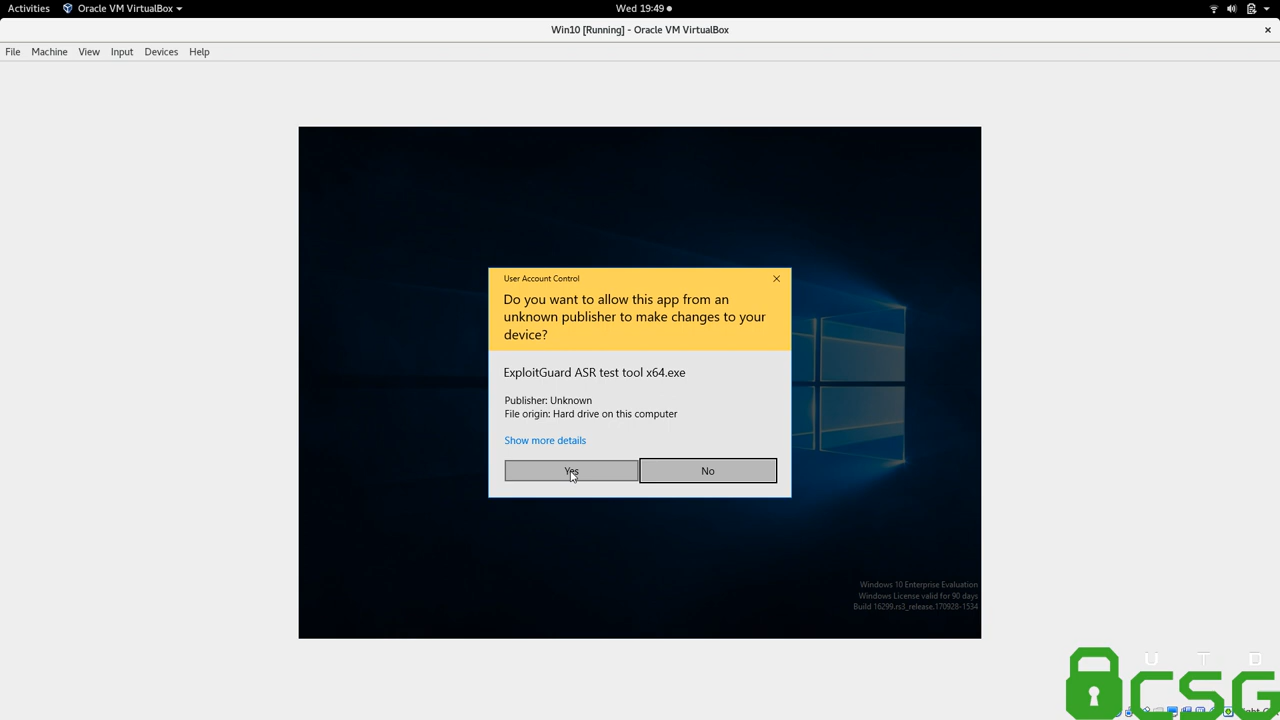 Activities
Oracle VM VirtualBox
Wed 19:49
Win10 [Running] - Oracle VM VirtualBox
File Machine View Input Devices Help
User Account Control
Do you want to allow this app from an
unknown publisher to make changes to your
device?
ExploitGuard ASR test tool x64.exe
Publisher: Unknown
File origin: Hard drive on this computer
Show more details
Yes No
Windows 10 Enterprise Evaluation
Windows License valid for 90 days
Build 16299.rs3_release.170928-1534
U T D
CSG